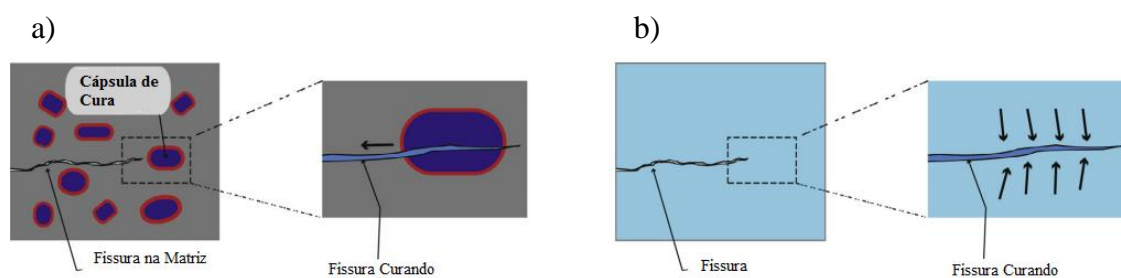 a)
Cápsula de
Cura
Fissura na Matriz
Fissura Curando
b)
Fissura
Fissura Curando